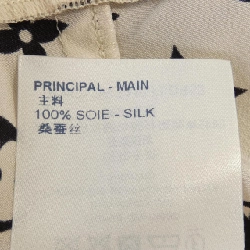 PRINCIPAL - MAIN
主料
100% SOIE - SILK
桑蚕丝